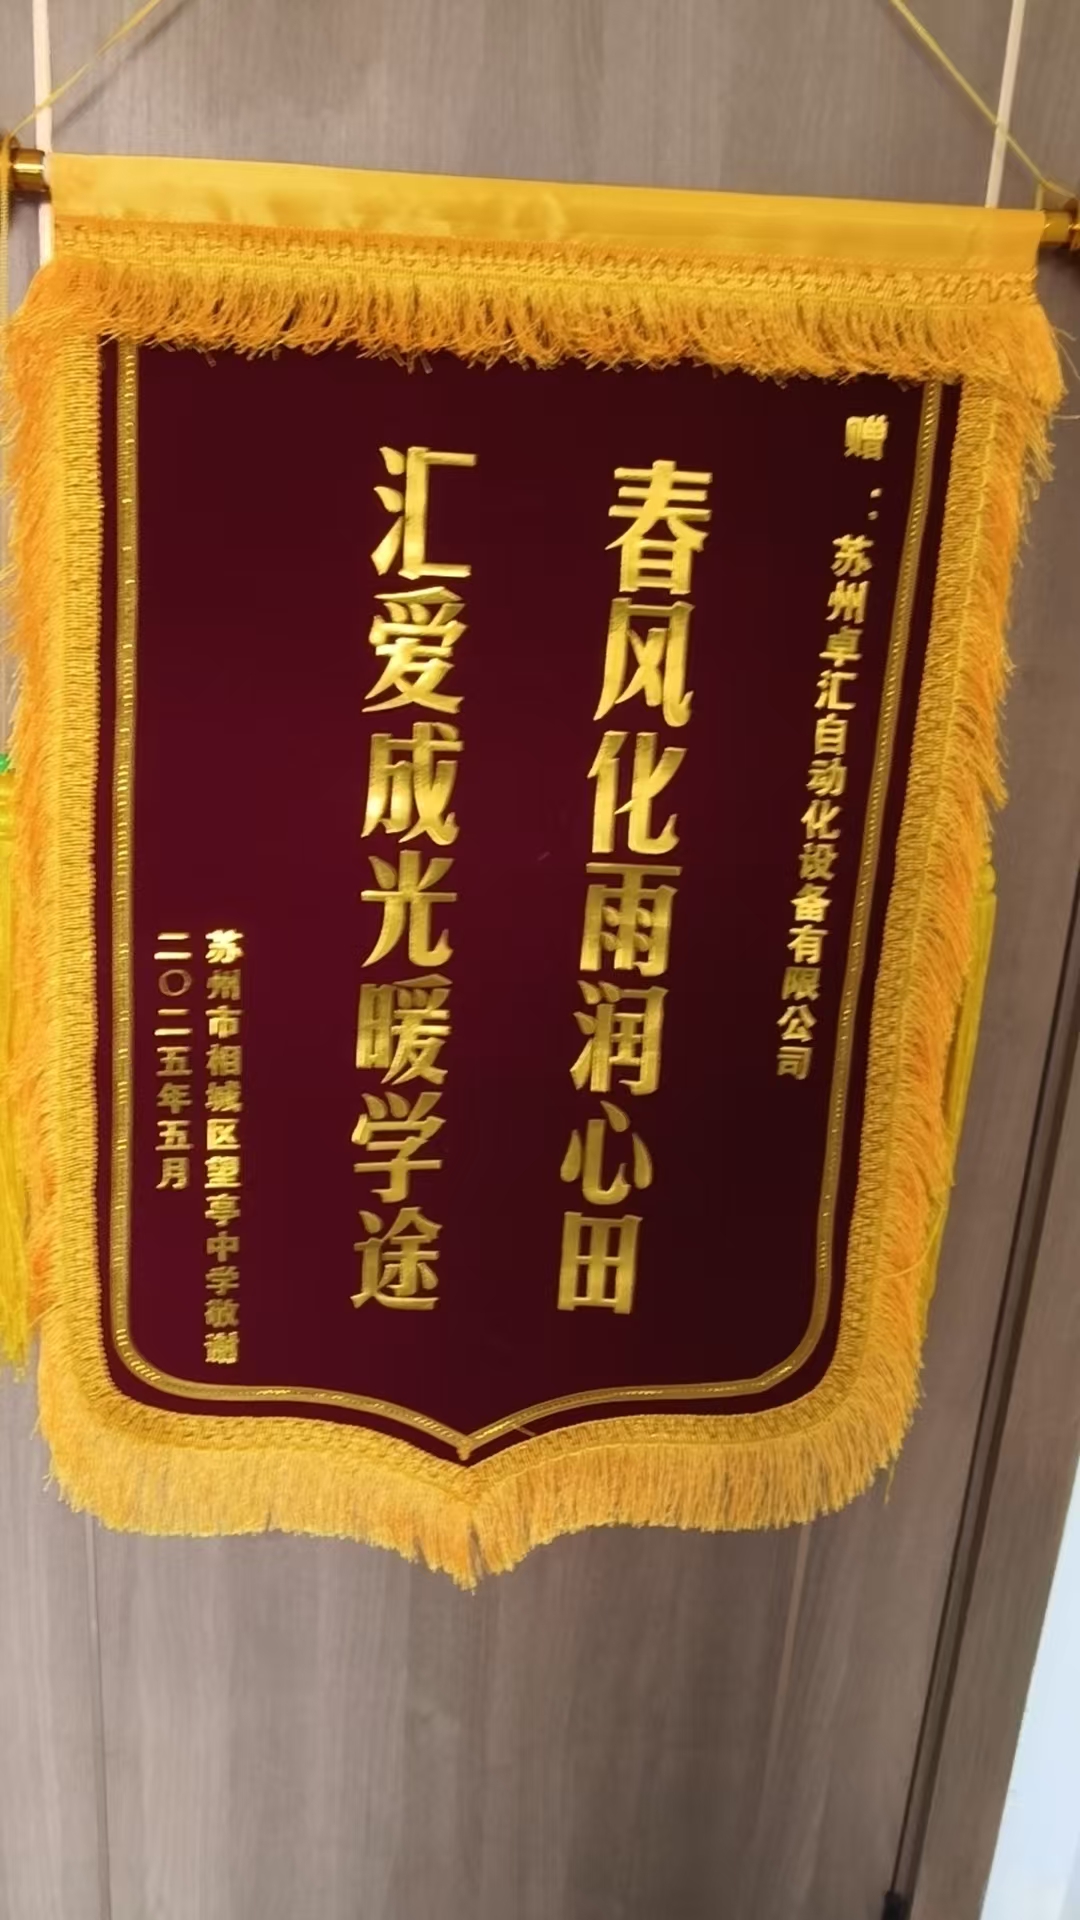 赠：苏州卓汇自动化设备有限公司
春风化雨润心田
汇爱成光暖学途
苏州市相城区望亭中学敬谢
二〇二五年五月